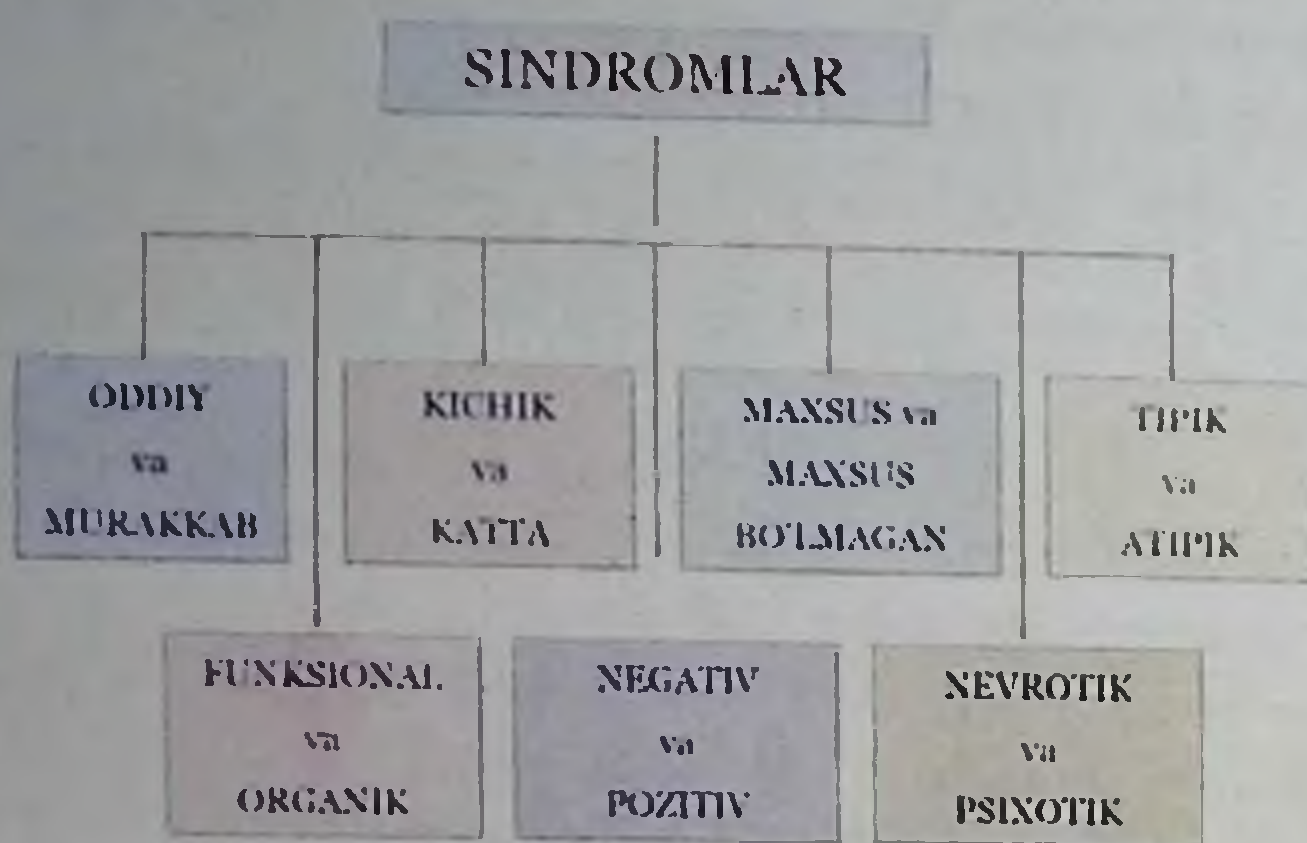 SINDROMLAR
ODDIY
va
MURAKKAB
KICHIK
va
KATTA
MAXSUS va
MAXSUS
BO'LMAGAN
TIPIK
va
ATIPIK
FUNKSIONAL
va
ORGANIK
NEGATIV
va
POZITIV
NEVROTIK
va
PSIXOTIK